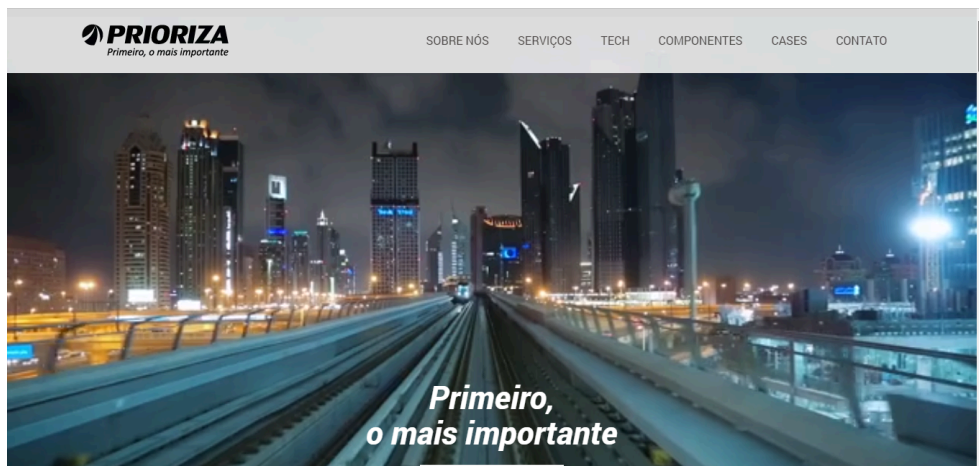 PRIORIZA
Primeiro, o mais importante
SOBRE NÓS SERVIÇOS TECH COMPONENTES CASES CONTATO
Primeiro,
o mais importante